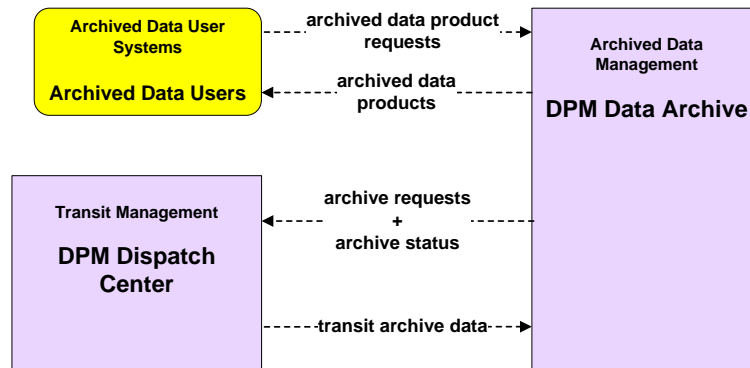 Archived Data User
Systems
Archived Data Users
archived data product
requests
archived data
products
Archived Data
Management
DPM Data Archive
Transit Management
DPM Dispatch
Center
archive requests
+
archive status
transit archive data